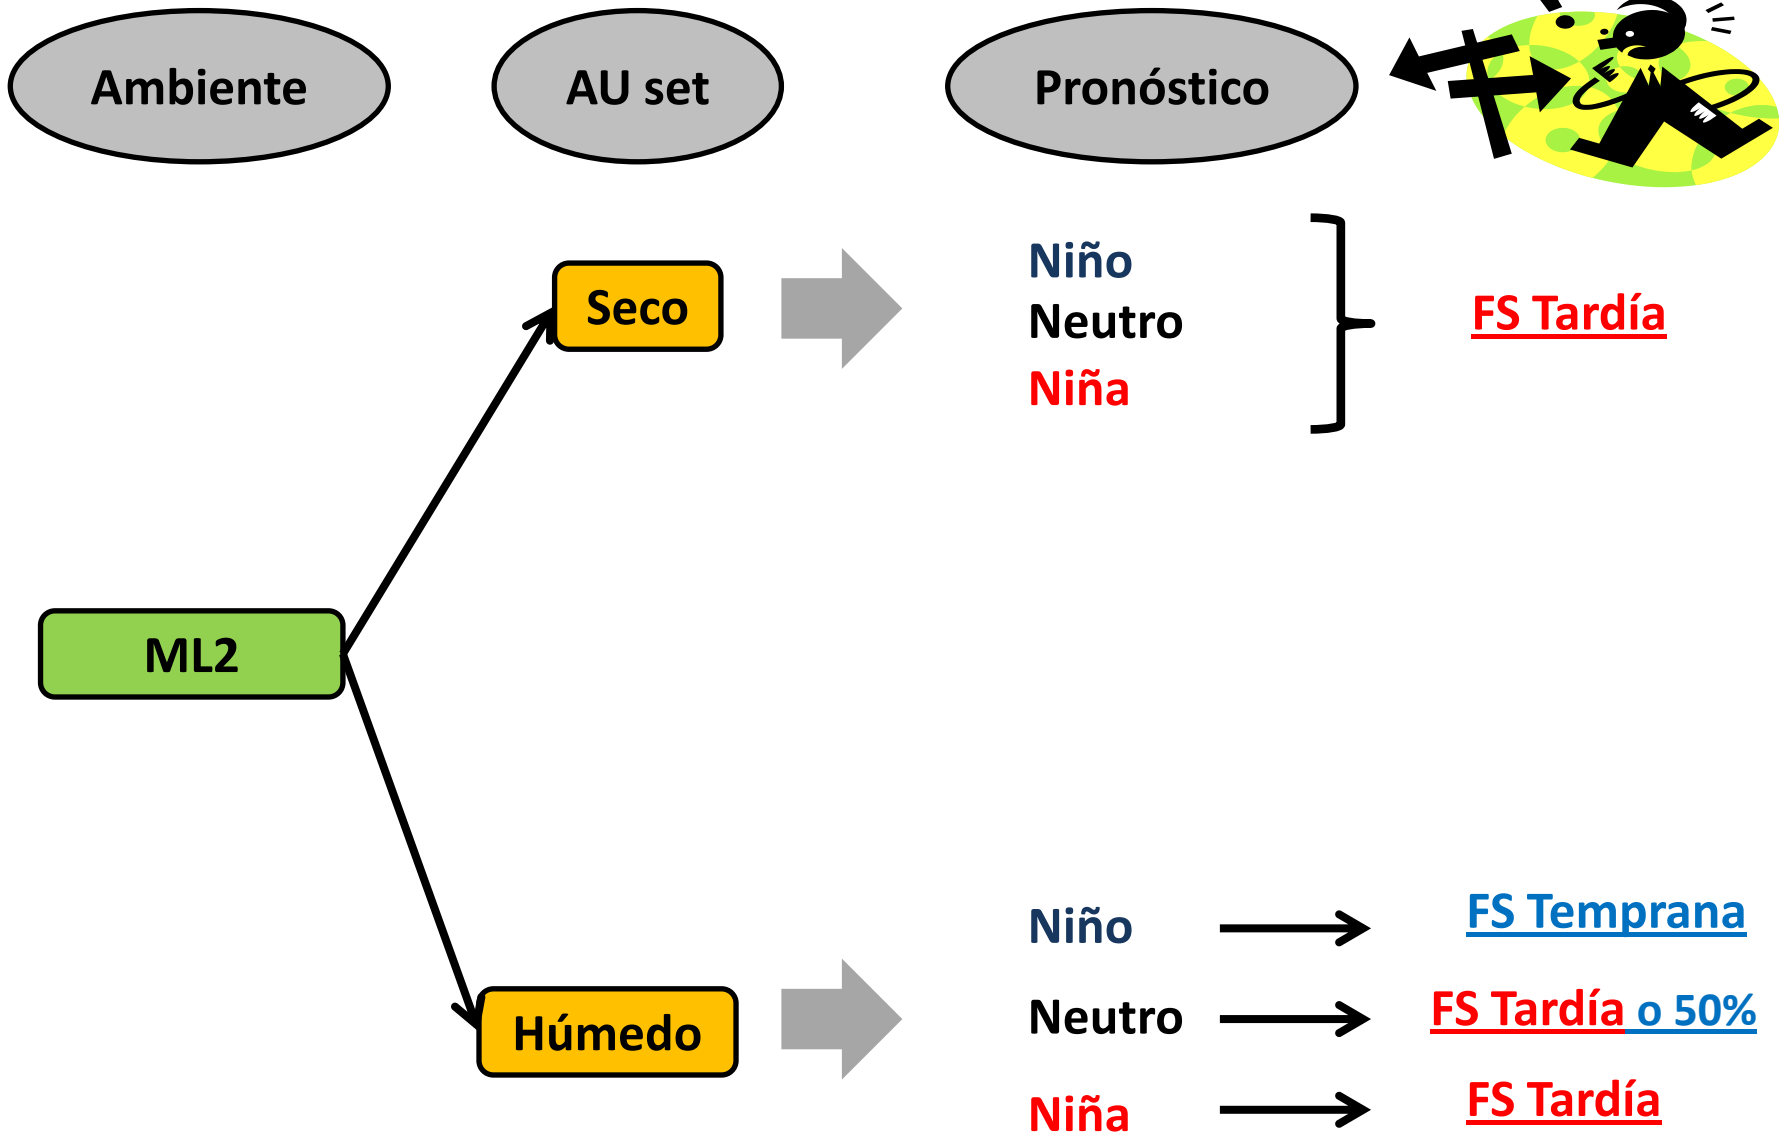 Ambiente
AU set
Pronóstico
Niño
Seco
Neutro
FS Tardía
Niña
ML2
Niño
FS Temprana
Húmedo
Neutro
FS Tardía o 50%
Niña
FS Tardía